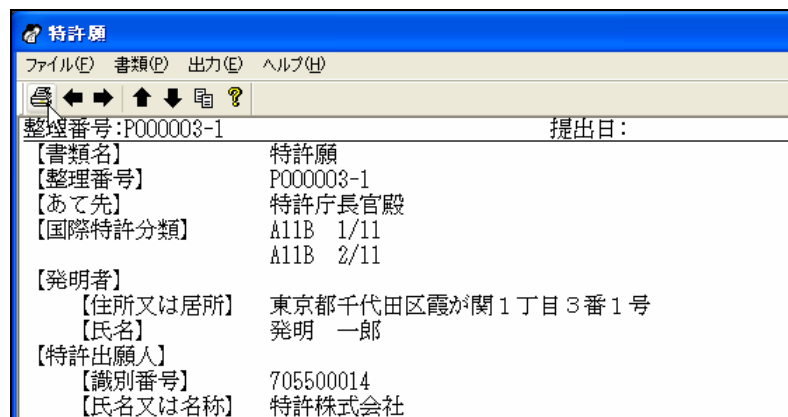 特許願
ファイル(F) 書類(P) 出力(E) ヘルプ(H)
整理番号:P000003-1 提出日:
【書類名】 特許願
【整理番号】 P000003-1
【あて先】 特許庁長官殿
【国際特許分類】 A11B 1/11
A11B 2/11
【発明者】
【住所又は居所】 東京都千代田区霞が関1丁目3番1号
【氏名】 発明 一郎
【特許出願人】
【識別番号】 705500014
【氏名又は名称】 特許株式会社